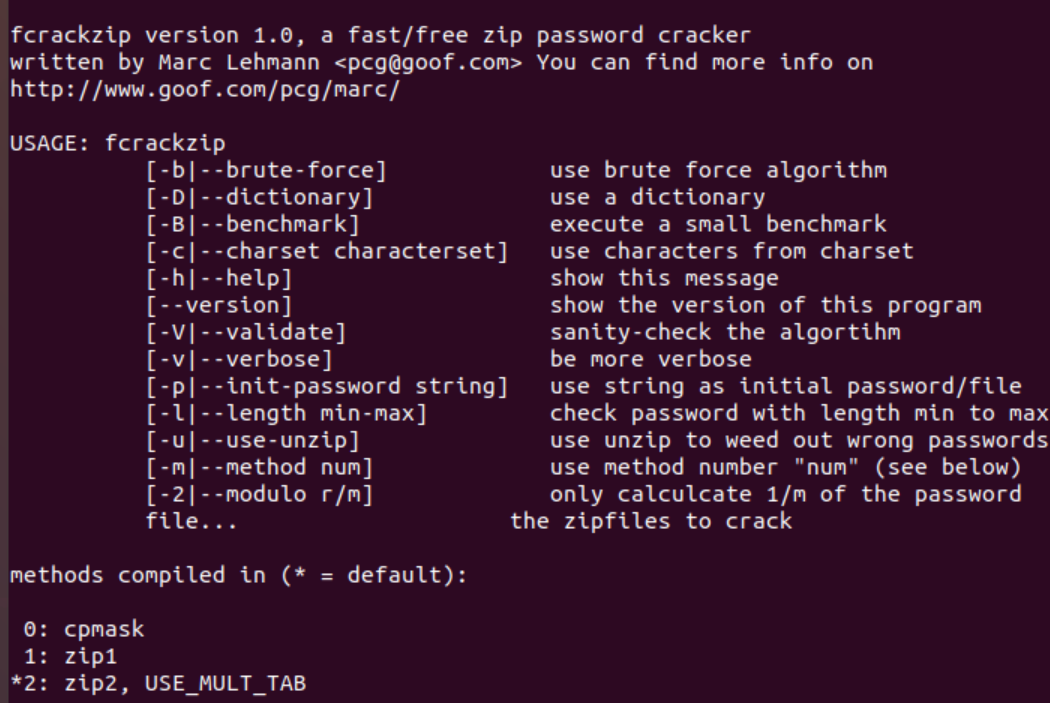 fcrackzip version 1.0, a fast/free zip password cracker
written by Marc Lehmann <pcg@goof.com> You can find more info on
http://www.goof.com/pcg/marc/
USAGE: fcrackzip
[-b|--brute-force] use brute force algorithm
[-D|--dictionary] use a dictionary
[-B|--benchmark] execute a small benchmark
[-c|--charset characterset] use characters from charset
[-h|--help] show this message
[--version] show the version of this program
[-V|--validate] sanity-check the algortihm
[-v|--verbose] be more verbose
[-p|--init-password string] use string as initial password/file
[-l|--length min-max] check password with length min to max
[-u|--use-unzip] use unzip to weed out wrong passwords
[-m|--method num] use method number "num" (see below)
[-2|--modulo r/m] only calculcate 1/m of the password
file... the zipfiles to crack
methods compiled in (* = default):
0: cpmask
1: zip1
*2: zip2, USE_MULT_TAB